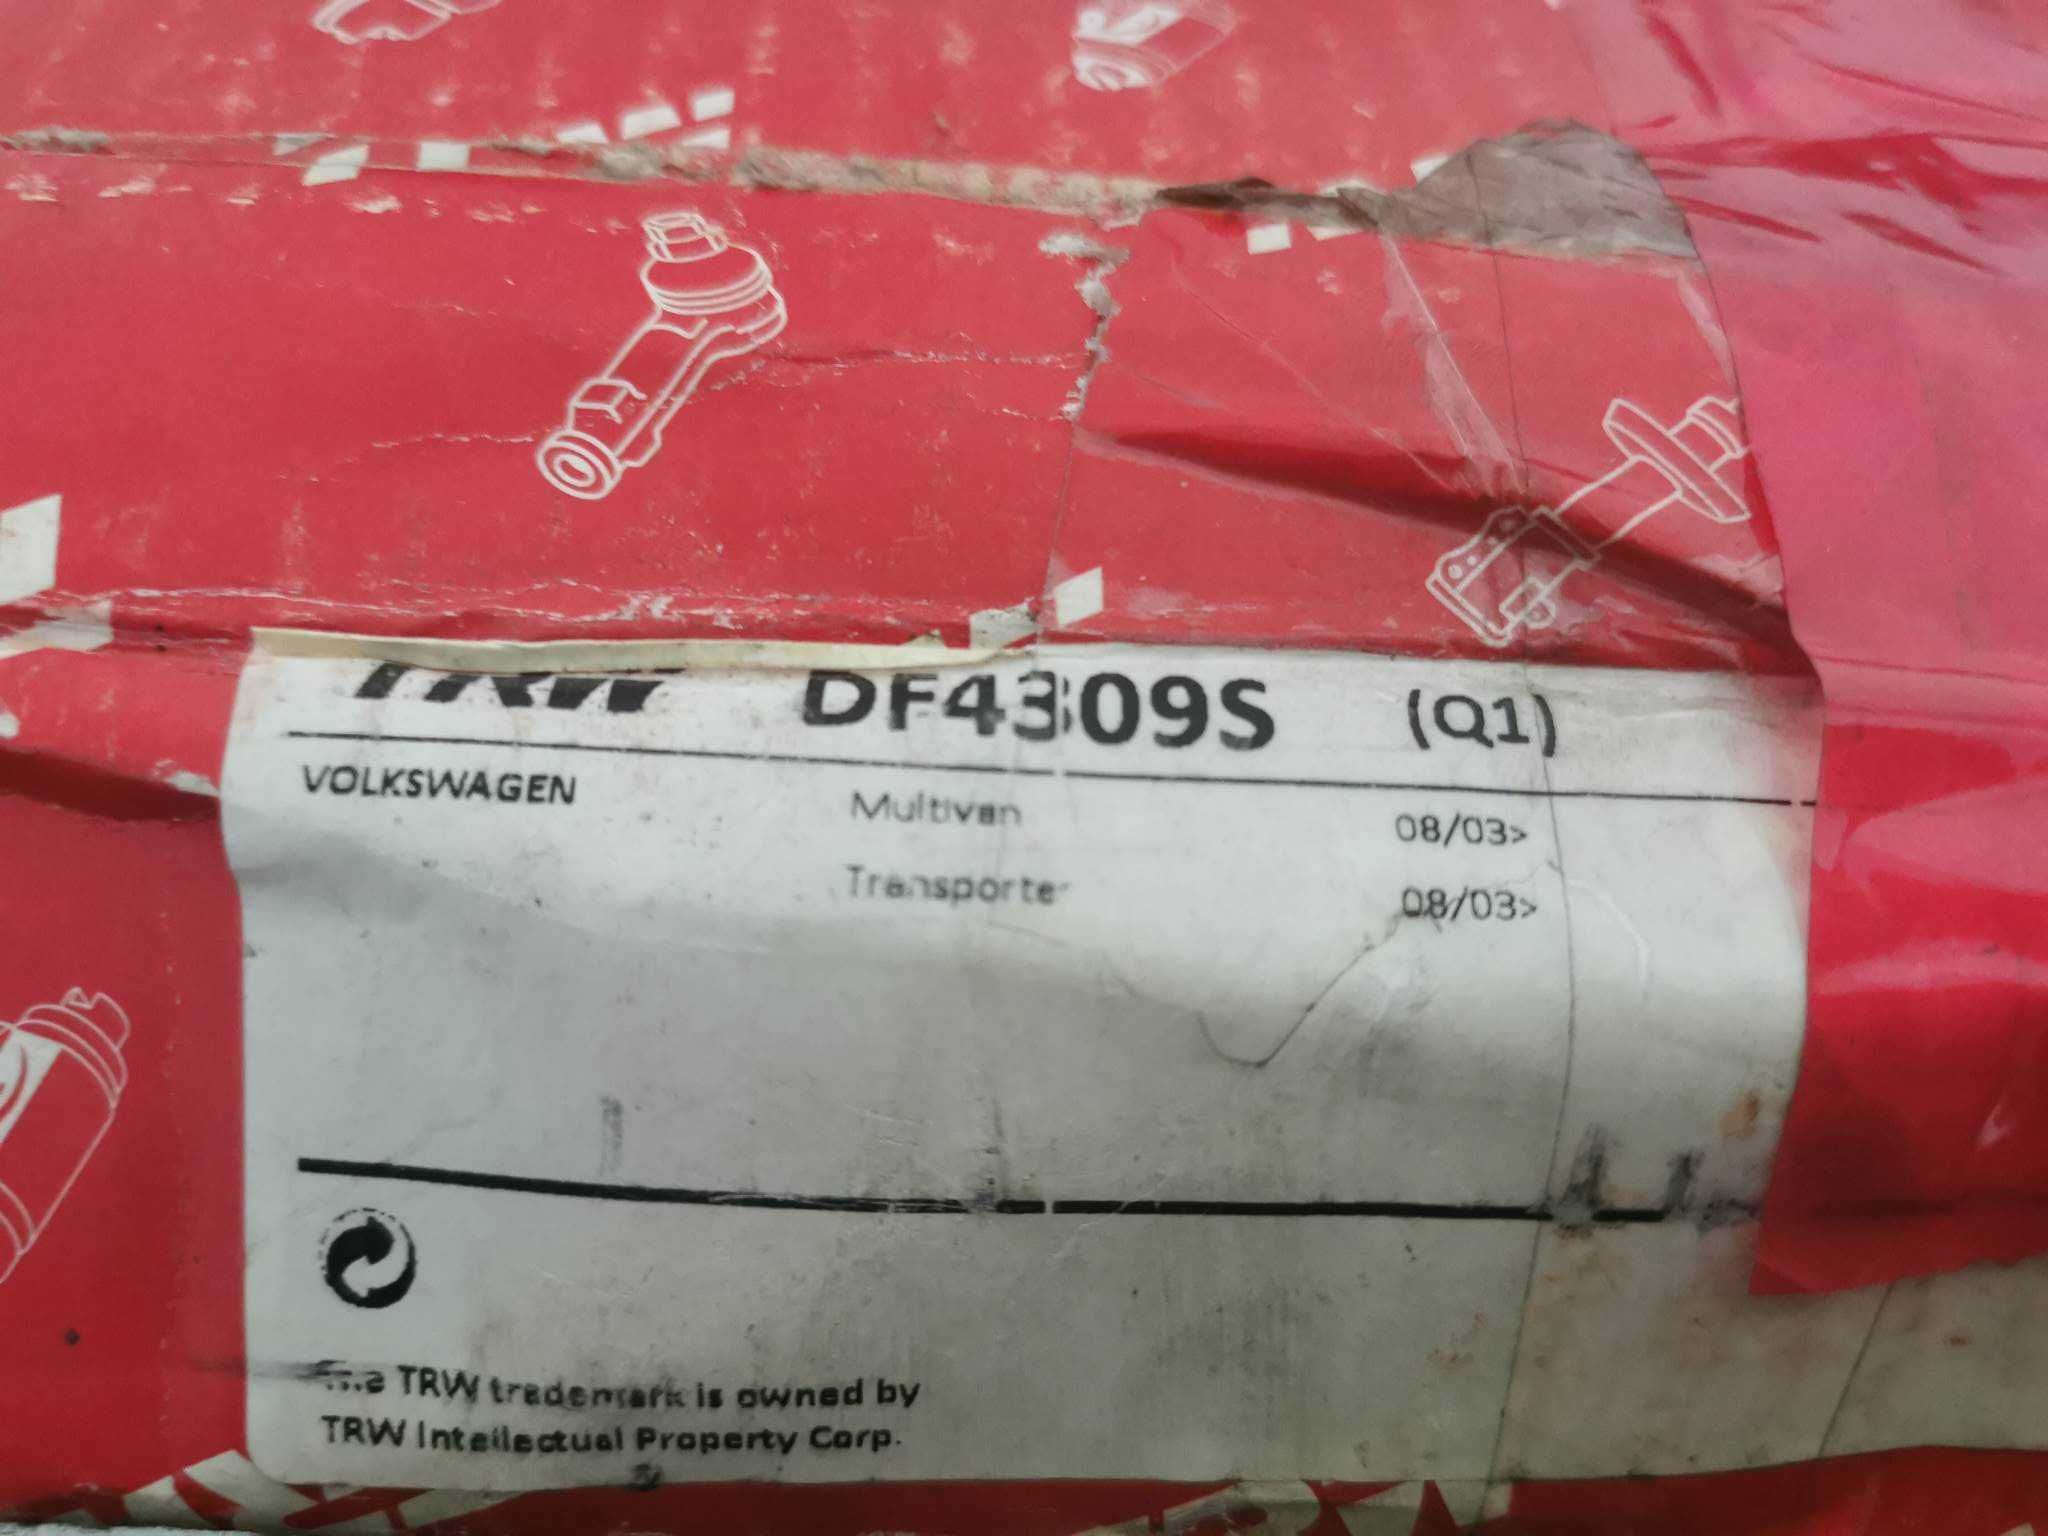 TRW DF4309S (Q1)
VOLKSWAGEN Multivan 08/03>
Transporter 08/03>
The TRW trademark is owned by
TRW Intellectual Property Corp.